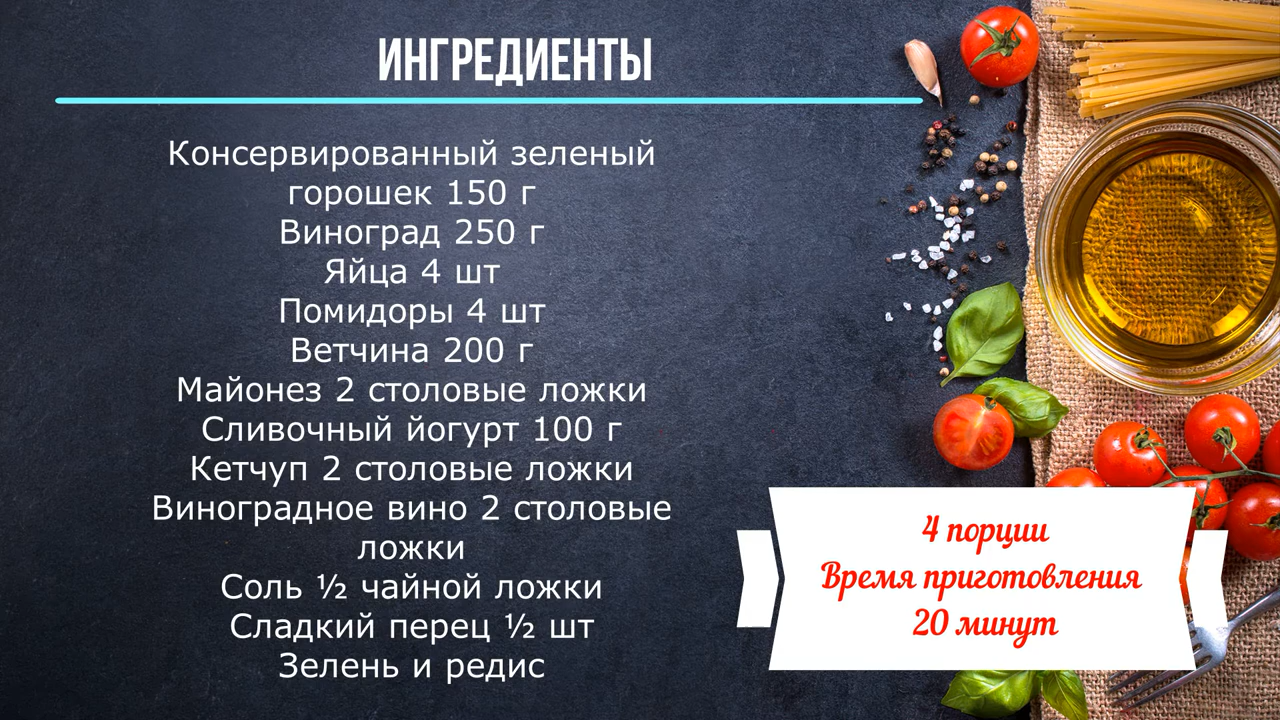 ИНГРЕДИЕНТЫ
Консервированный зеленый
горошек 150 г
Виноград 250 г
Яйца 4 шт
Помидоры 4 шт
Ветчина 200 г
Майонез 2 столовые ложки
Сливочный йогурт 100 г
Кетчуп 2 столовые ложки
Виноградное вино 2 столовые
ложки
Соль ½ чайной ложки
Сладкий перец ½ шт
Зелень и редис
4 порции
Время приготовления
20 минут